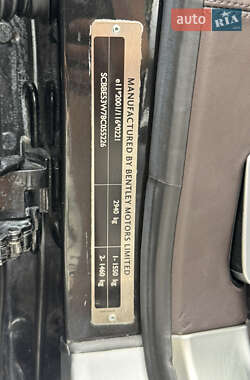 AUTO RIA
MANUFACTURED BY BENTLEY MOTORS LIMITED
e11*2001/116*0221
SCBBE53W78C055226
2940 kg
1- 1550 kg
2- 1460 kg